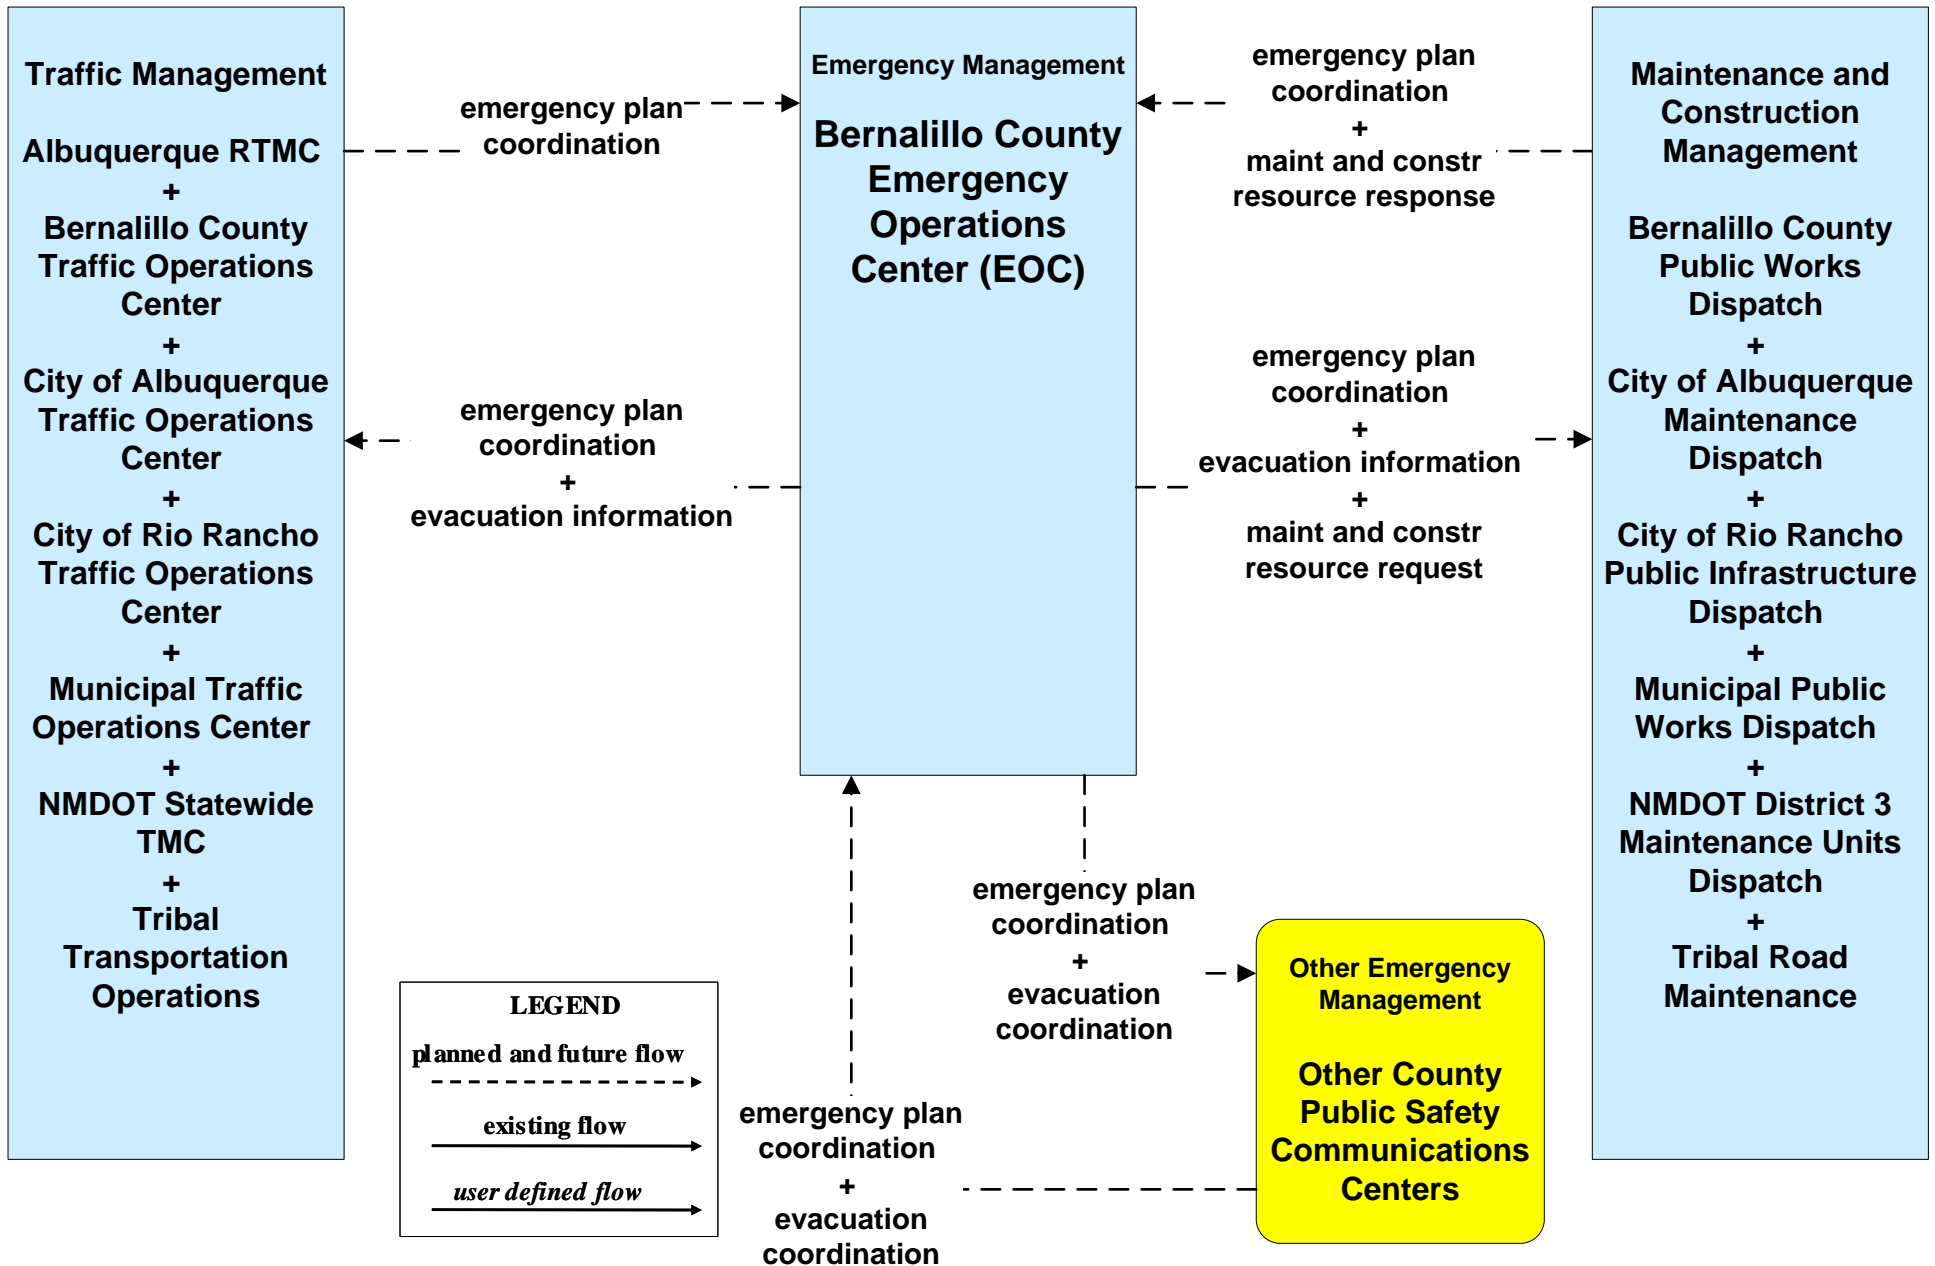 Traffic Management
Albuquerque RTMC
+
Bernalillo County
Traffic Operations
Center
+
City of Albuquerque
Traffic Operations
Center
+
City of Rio Rancho
Traffic Operations
Center
+
Municipal Traffic
Operations Center
+
NMDOT Statewide
TMC
+
Tribal
Transportation
Operations
emergency plan
coordination
emergency plan
coordination
+
evacuation information
Emergency Management
Bernalillo County
Emergency
Operations
Center (EOC)
emergency plan
coordination
+
maint and constr
resource response
emergency plan
coordination
+
evacuation information
+
maint and constr
resource request
Maintenance and
Construction
Management
Bernalillo County
Public Works
Dispatch
+
City of Albuquerque
Maintenance
Dispatch
+
City of Rio Rancho
Public Infrastructure
Dispatch
+
Municipal Public
Works Dispatch
+
NMDOT District 3
Maintenance Units
Dispatch
+
Tribal Road
Maintenance
emergency plan
coordination
+
evacuation
coordination
Other Emergency
Management
Other County
Public Safety
Communications
Centers
emergency plan
coordination
+
evacuation
coordination
LEGEND
planned and future flow
existing flow
user defined flow